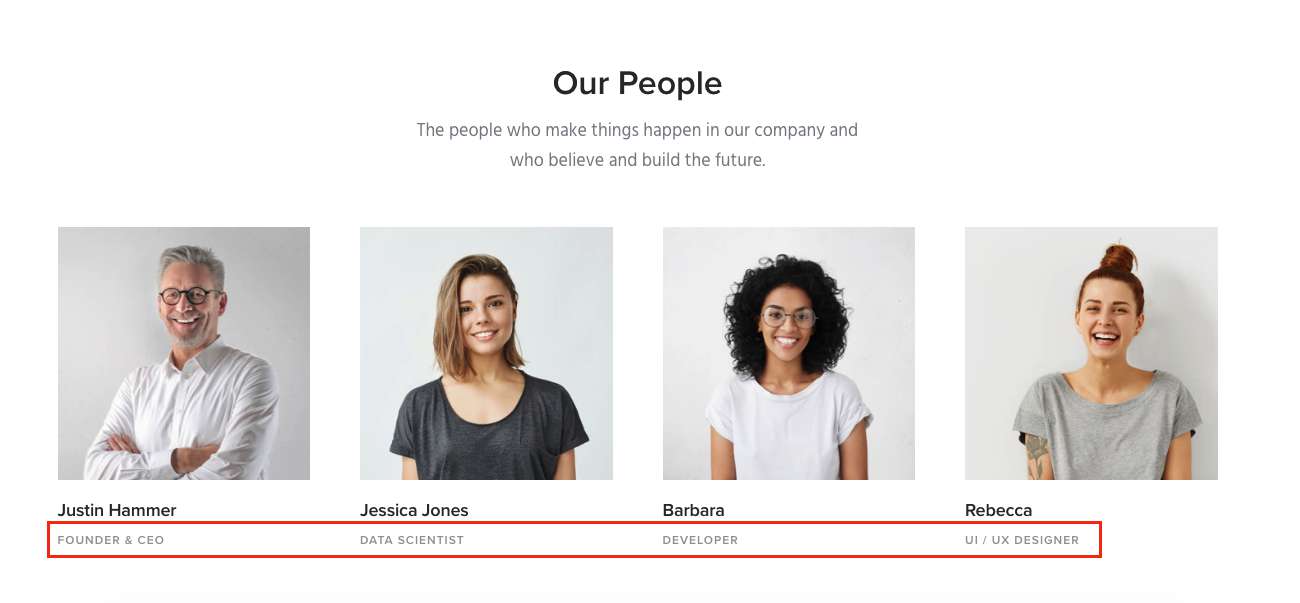 Our People
The people who make things happen in our company and
who believe and build the future.
Justin Hammer
FOUNDER & CEO
Jessica Jones
DATA SCIENTIST
Barbara
DEVELOPER
Rebecca
UI / UX DESIGNER